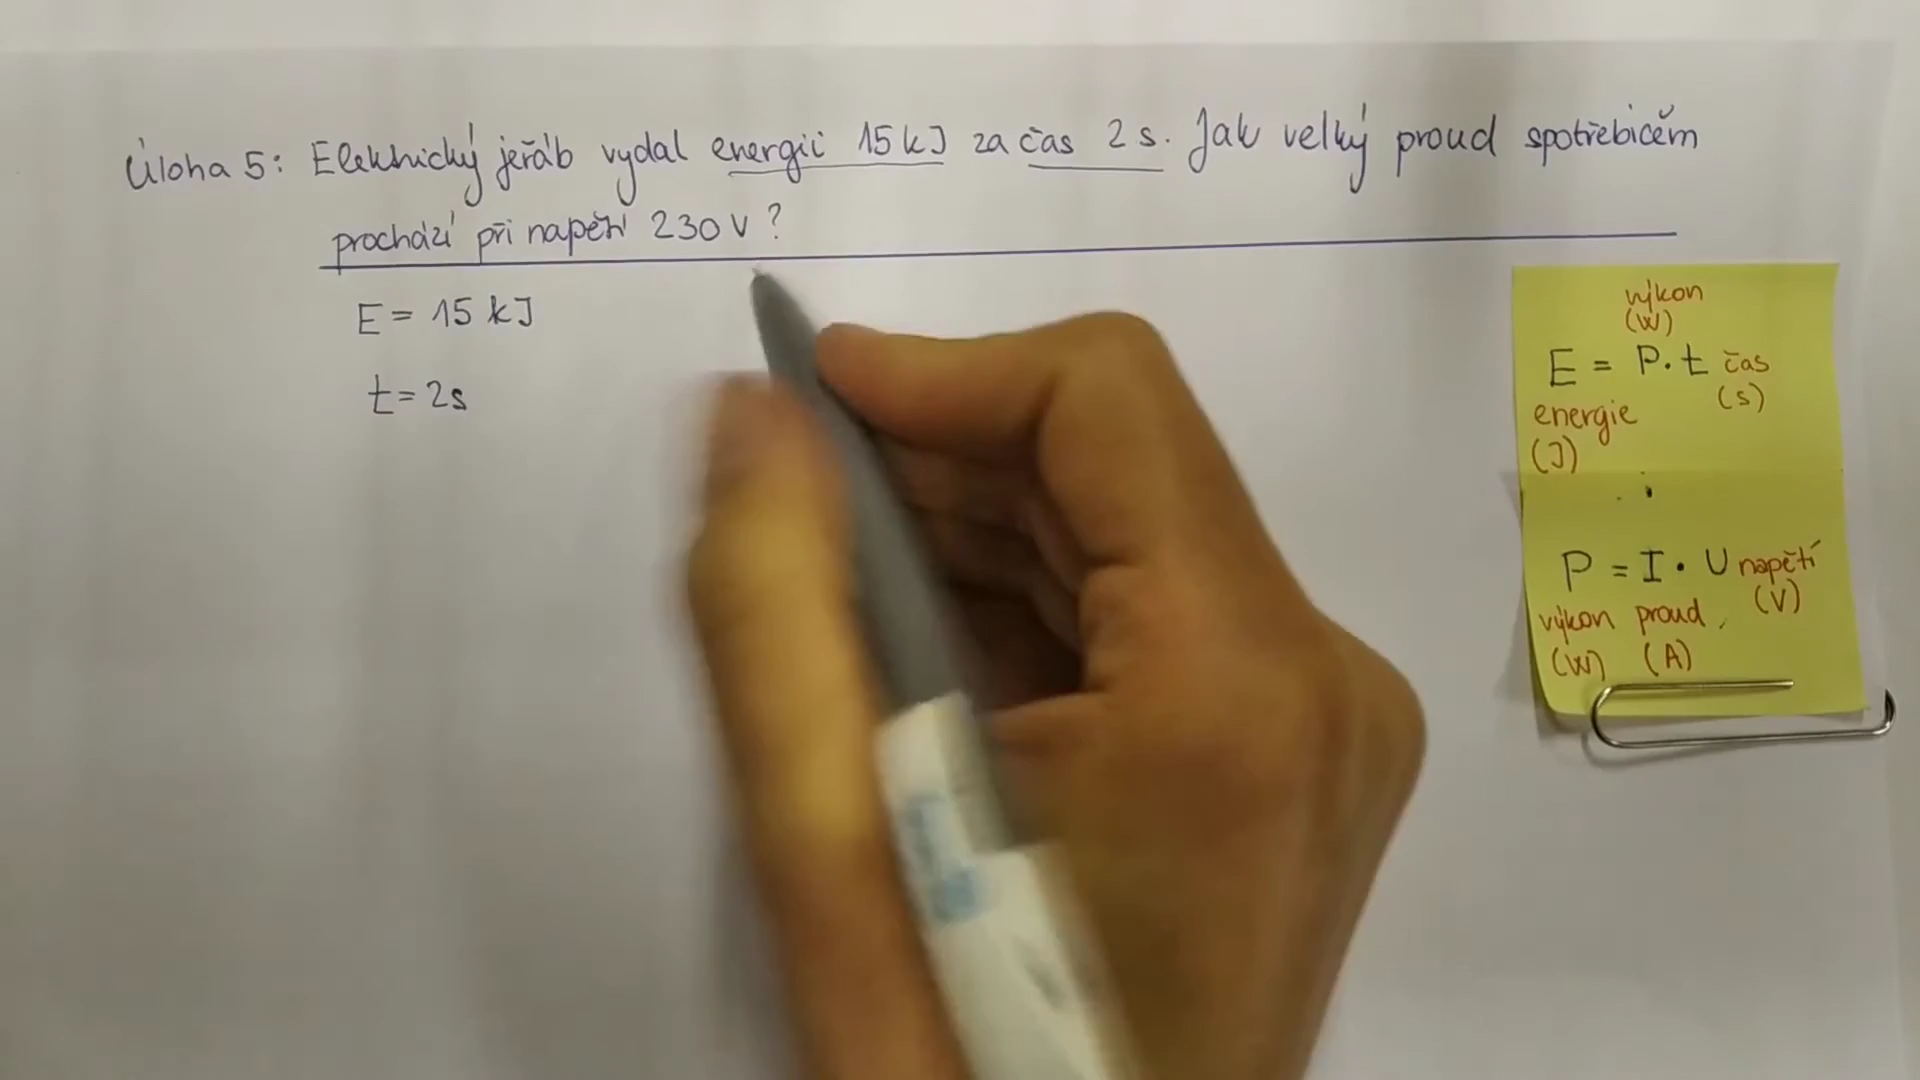 Úloha 5: Elektrický jeřáb vydal energii 15 kJ za čas 2 s. Jak velký proud spotřebičem
prochází při napětí 230 V?
E = 15 kJ
t = 2s
výkon
(W)
E = P. t čas
(s)
energie
(J)
P = I • U napětí
(V)
výkon proud
(W) (A)